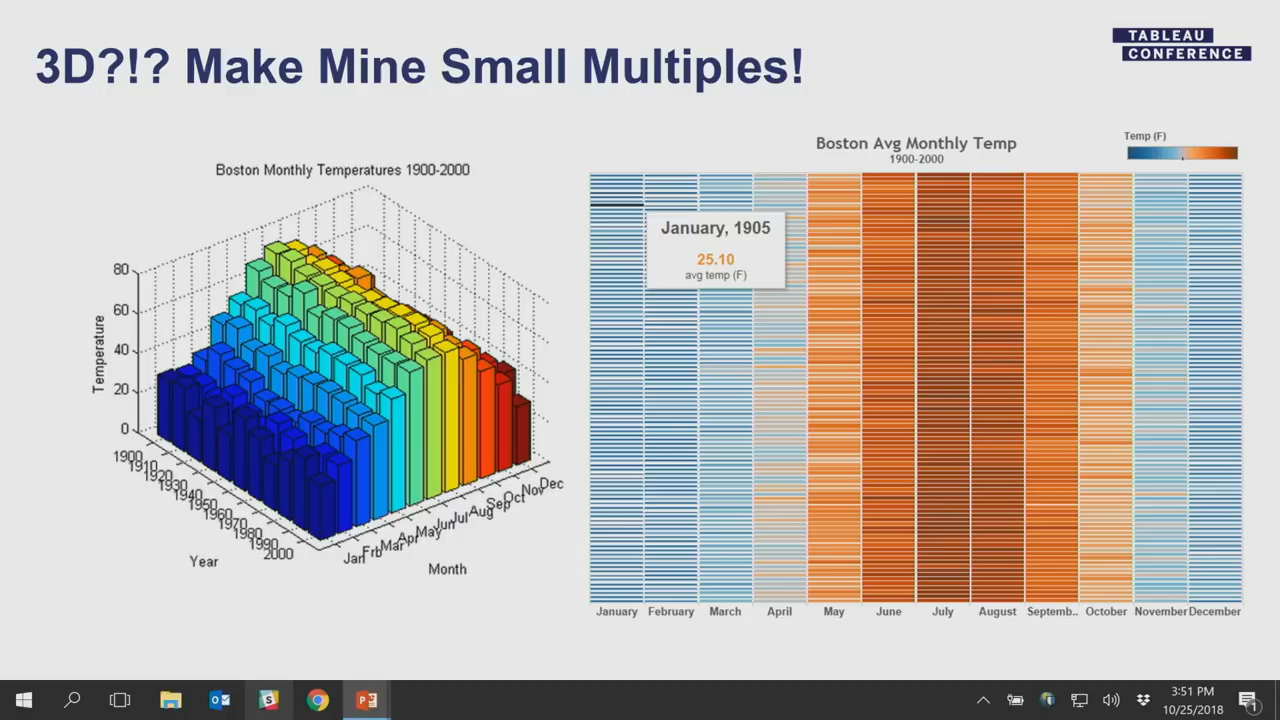 3D?!? Make Mine Small Multiples!
TABLEAU
CONFERENCE
Boston Monthly Temperatures 1900-2000
80
60
40
20
0
Temperature
1900
1910
1920
1930
1940
1950
1960
1970
1980
1990
2000
Year
Jan
Frb
Mar
Apr
May
Jun
Jul
Aug
Sep
Oct
Nov
Dec
Month
Boston Avg Monthly Temp
1900-2000
Temp (F)
January, 1905
25.10
avg temp (F)
January February March April May June July August Septemb.. October November December
3:51 PM
10/25/2018
1